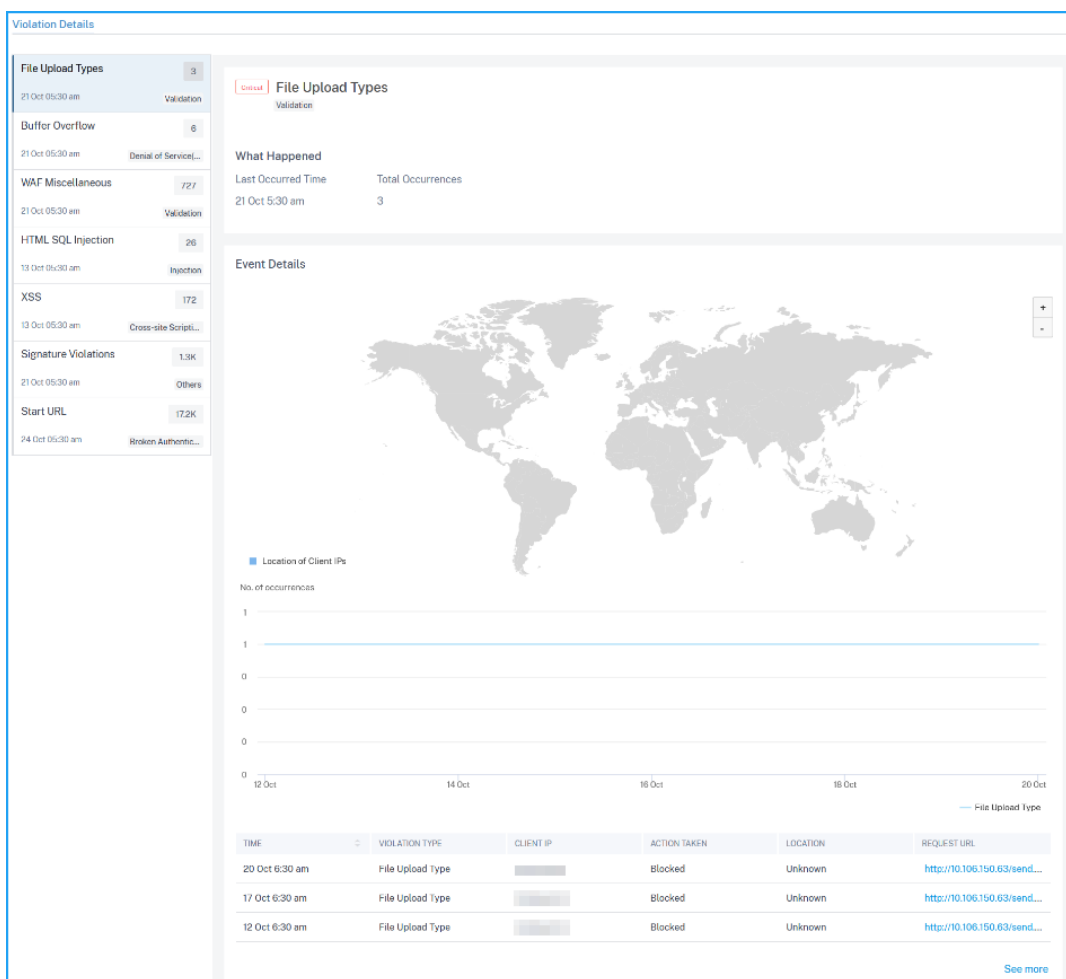 Violation Details
File Upload Types
3
21 Oct 05:30 am
Validation
Buffer Overflow
6
21 Oct 05:30 am
Denial of Service|...
WAF Miscellaneous
727
21 Oct 05:30 am
Validation
HTML SQL Injection
26
13 Oct 05:30 am
Injection
XSS
172
13 Oct 05:30 am
Cross-site Scripti...
Signature Violations
1.3K
21 Oct 05:30 am
Others
Start URL
17.2K
24 Oct 05:30 am
Broken Authentic...
Critical File Upload Types
Validation
What Happened
Last Occurred Time Total Occurrences
21 Oct 5:30 am 3
Event Details
+
-
Location of Client IPs
No. of occurrences
1
1
0
0
0
0
12 Oct 14 Oct 16 Oct 18 Oct 20 Oct
File Upload Type
TIME VIOLATION TYPE CLIENT IP ACTION TAKEN LOCATION REQUEST URL
20 Oct 6:30 am File Upload Type Blocked Unknown http://10.106.150.63/send....
17 Oct 6:30 am File Upload Type Blocked Unknown http://10.106.150.63/send....
12 Oct 6:30 am File Upload Type Blocked Unknown http://10.106.150.63/send....
See more